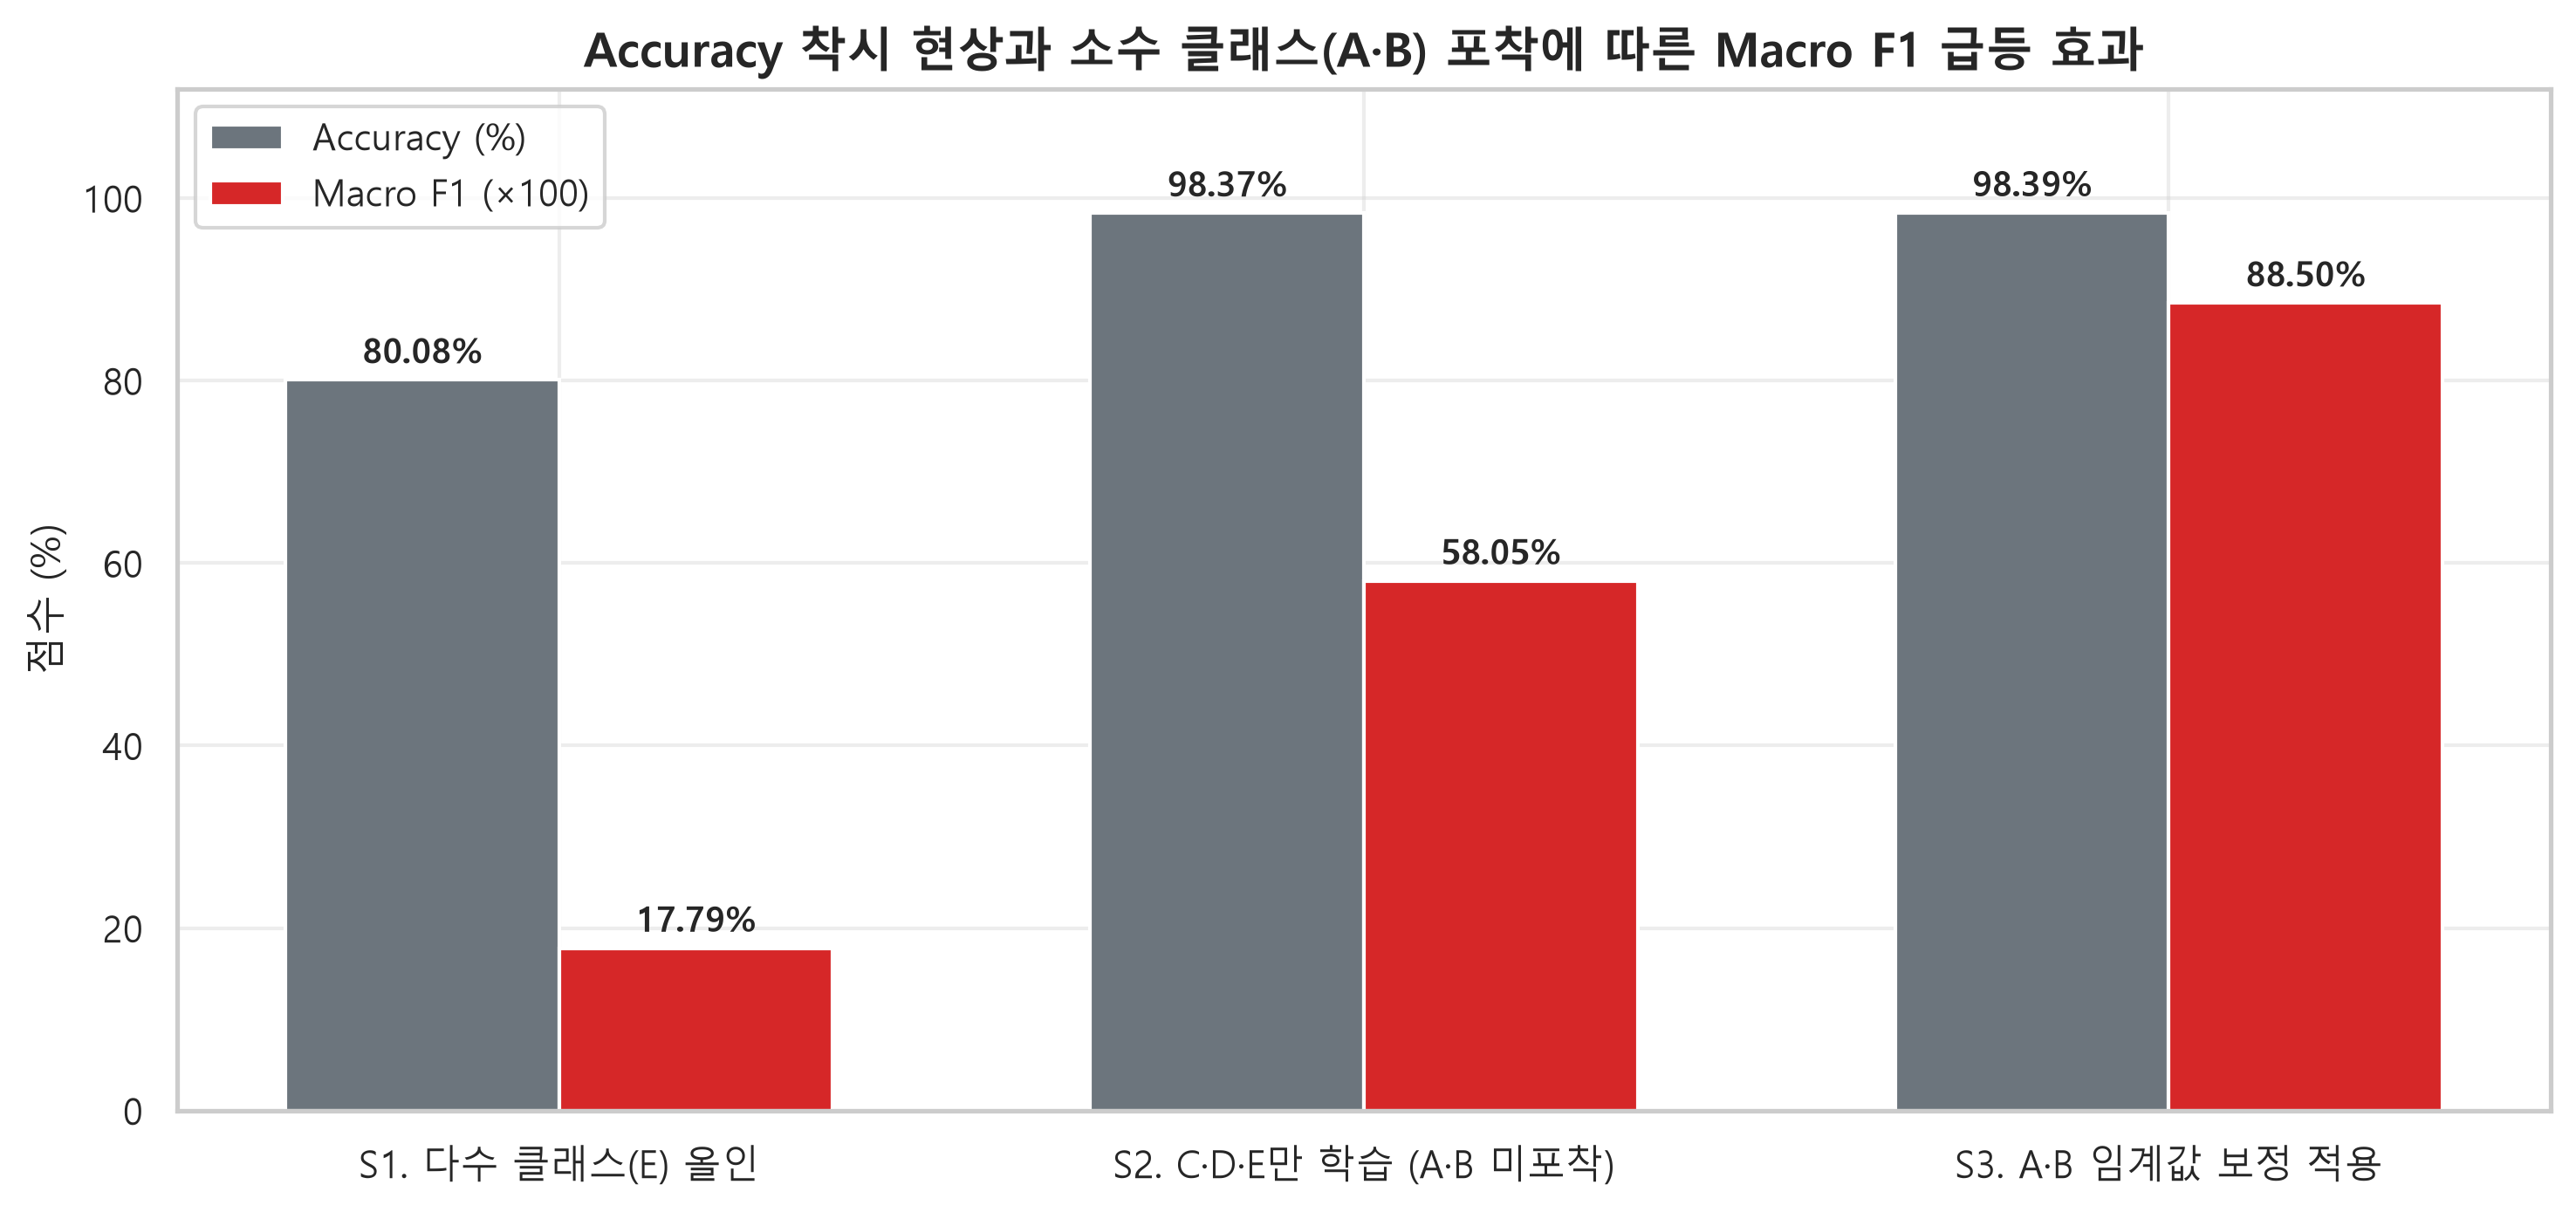 Accuracy 착시 현상과 소수 클래스(A·B) 포착에 따른 Macro F1 급등 효과
Accuracy (%)
Macro F1 (×100)
점수 (%)
100
80
60
40
20
0
80.08%
17.79%
98.37%
58.05%
98.39%
88.50%
S1. 다수 클래스(E) 올인
S2. C·D·E만 학습 (A·B 미포착)
S3. A·B 임계값 보정 적용